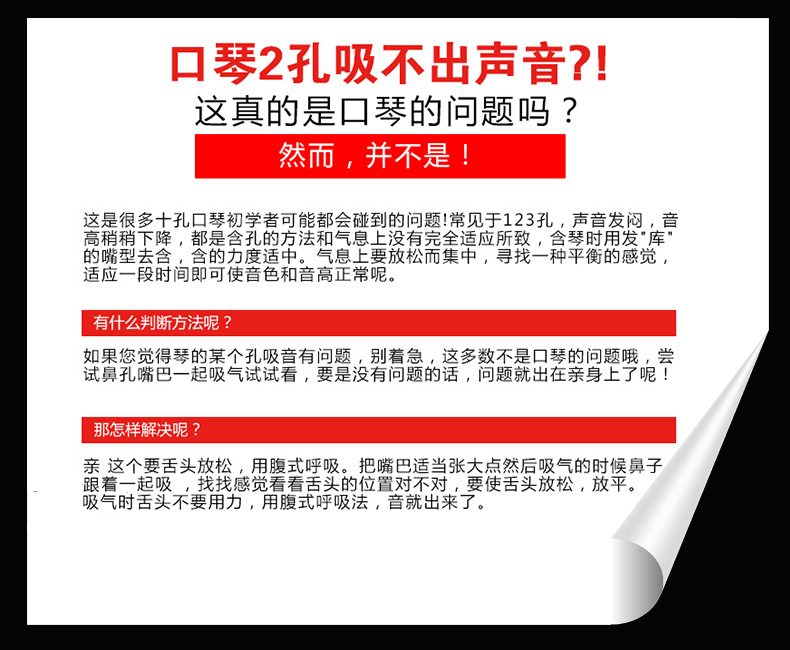 口琴2孔吸不出声音?!
这真的是口琴的问题吗？
然而，并不是！
这是很多十孔口琴初学者可能都会碰到的问题!常见于123孔，声音发闷，音
高稍稍下降，都是含孔的方法和气息上没有完全适应所致，含琴时用发"库"
的嘴型去含，含的力度适中。气息上要放松而集中，寻找一种平衡的感觉，
适应一段时间即可使音色和音高正常呢。
有什么判断方法呢？
如果您觉得琴的某个孔吸音有问题，别着急，这多数不是口琴的问题哦，尝
试鼻孔嘴巴一起吸气试试看，要是没有问题的话，问题就出在亲身上了呢！
那怎样解决呢？
亲 这个要舌头放松，用腹式呼吸。把嘴巴适当张大点然后吸气的时候鼻子
跟着一起吸 ，找找感觉看看舌头的位置对不对，要使舌头放松，放平。
吸气时舌头不要用力，用腹式呼吸法，音就出来了。